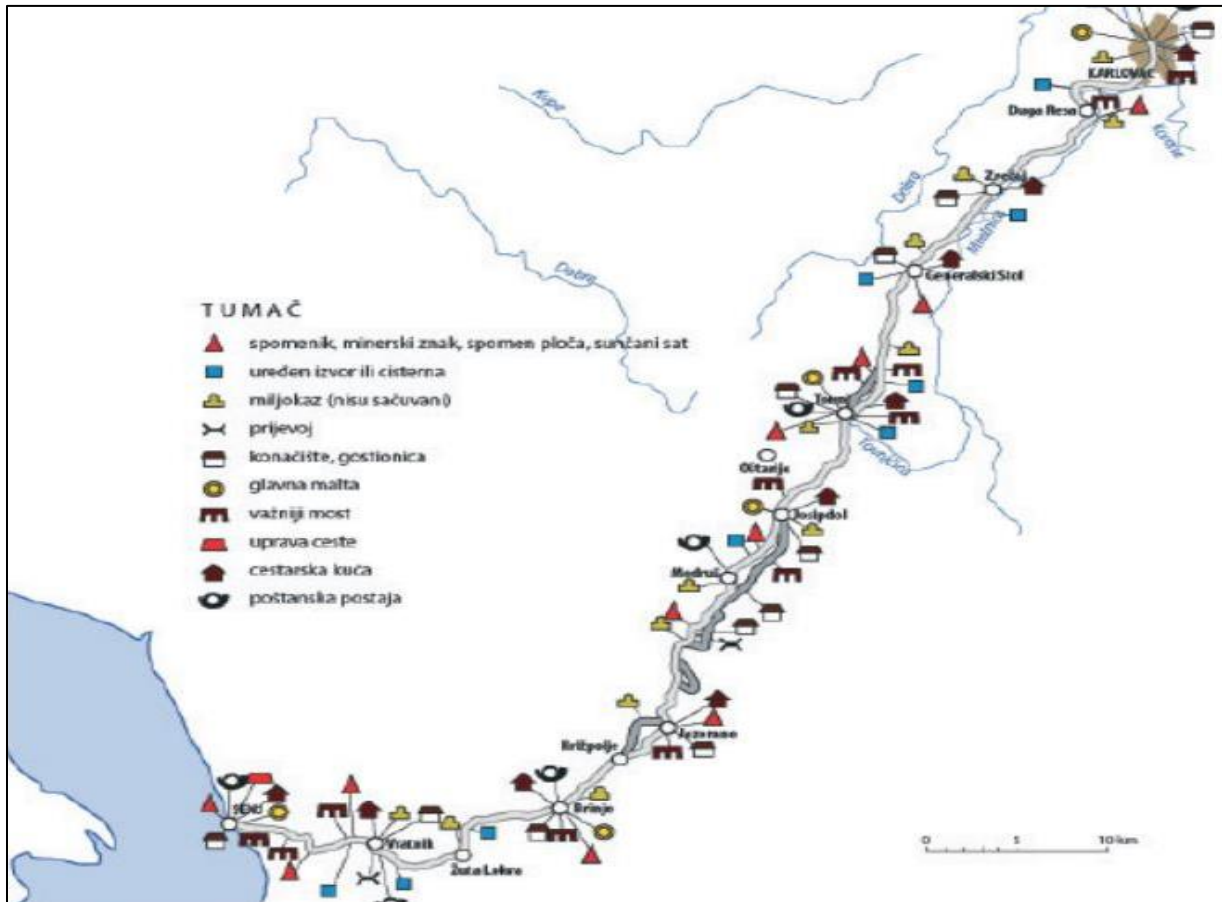 KARLOVAC
Kupa
Duga Resa
Korana
Dobra
Zvečaj
Mrežnica
Dobra
Generalski Stol
TUMAČ
spomenik, minerski znak, spomen ploča, sunčani sat
uređen izvor ili cisterna
miljokaz (nisu sačuvani)
prijevoj
konačište, gostionica
glavna malta
važniji most
uprava ceste
cestarska kuća
poštanska postaja
Tounj
Tounjčica
Oštarije
Josipdol
Modruš
Jezerane
Križpolje
Brinje
SENJ
Vratnik
Žuta Lokva
0 5 10 km